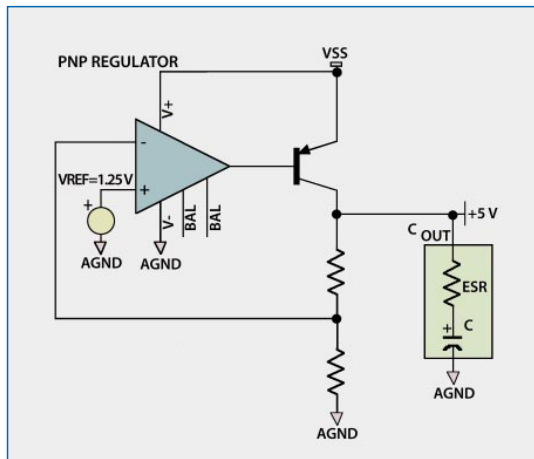 PNP REGULATOR
VSS
V+
-
VREF=1.25V
+
+
V-
BAL
BAL
AGND
AGND
+5 V
C OUT
ESR
+ C
AGND
AGND